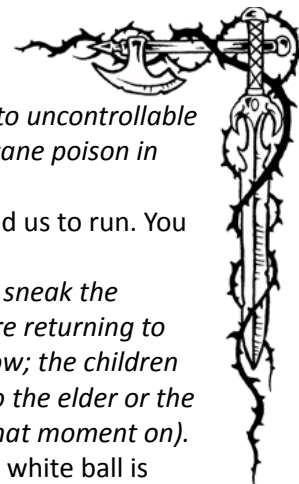 to uncontrollable
cane poison in
d us to run. You
sneak the
re returning to
ow; the children
o the elder or the
hat moment on).
white ball is